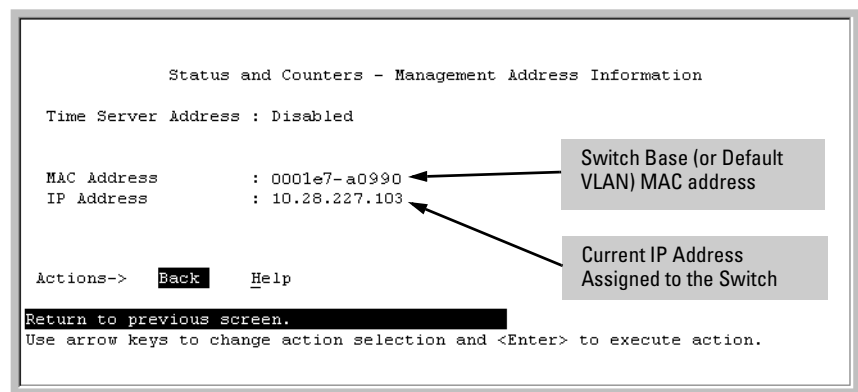 Status and Counters - Management Address Information
Time Server Address : Disabled
MAC Address : 0001e7-a0990
IP Address : 10.28.227.103
Switch Base (or Default
VLAN) MAC address
Current IP Address
Assigned to the Switch
Actions-> Back Help
Return to previous screen.
Use arrow keys to change action selection and <Enter> to execute action.